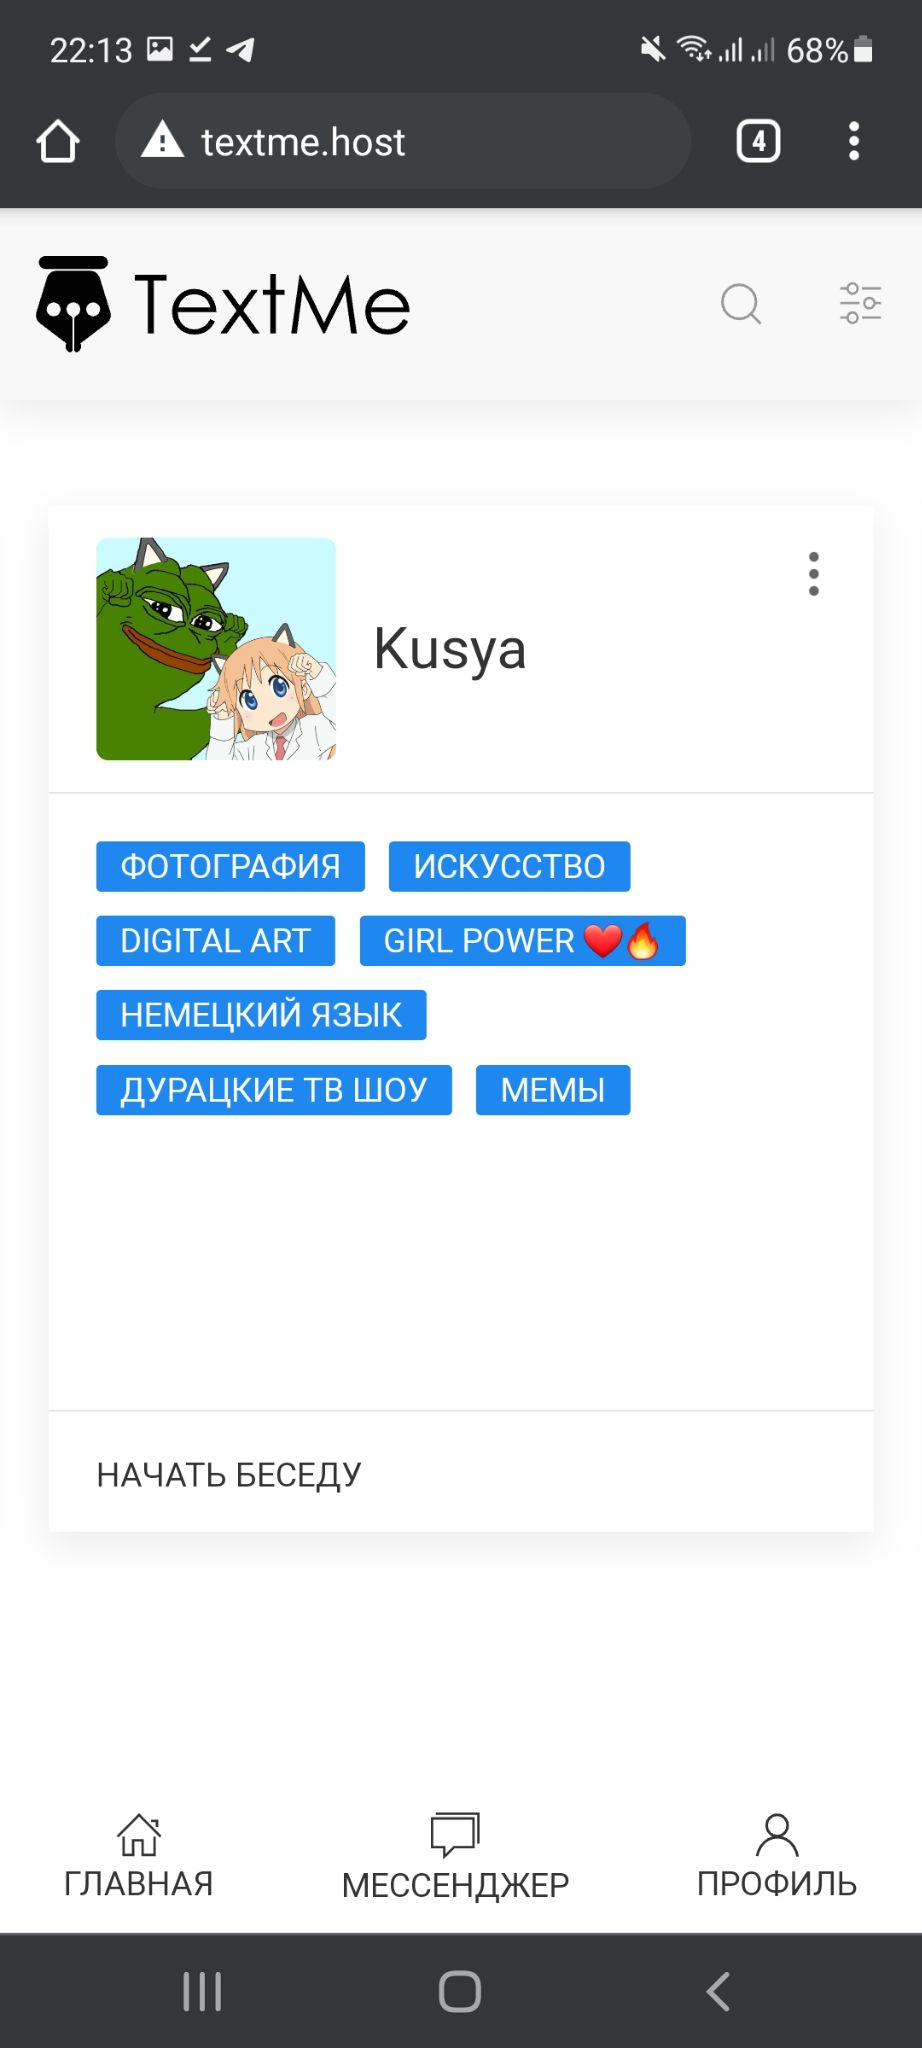 22:13 68%
textme.host 4
TextMe
Kusya
ФОТОГРАФИЯ ИСКУССТВО
DIGITAL ART GIRL POWER ❤️🔥
НЕМЕЦКИЙ ЯЗЫК
ДУРАЦКИЕ ТВ ШОУ МЕМЫ
НАЧАТЬ БЕСЕДУ
ГЛАВНАЯ МЕССЕНДЖЕР ПРОФИЛЬ